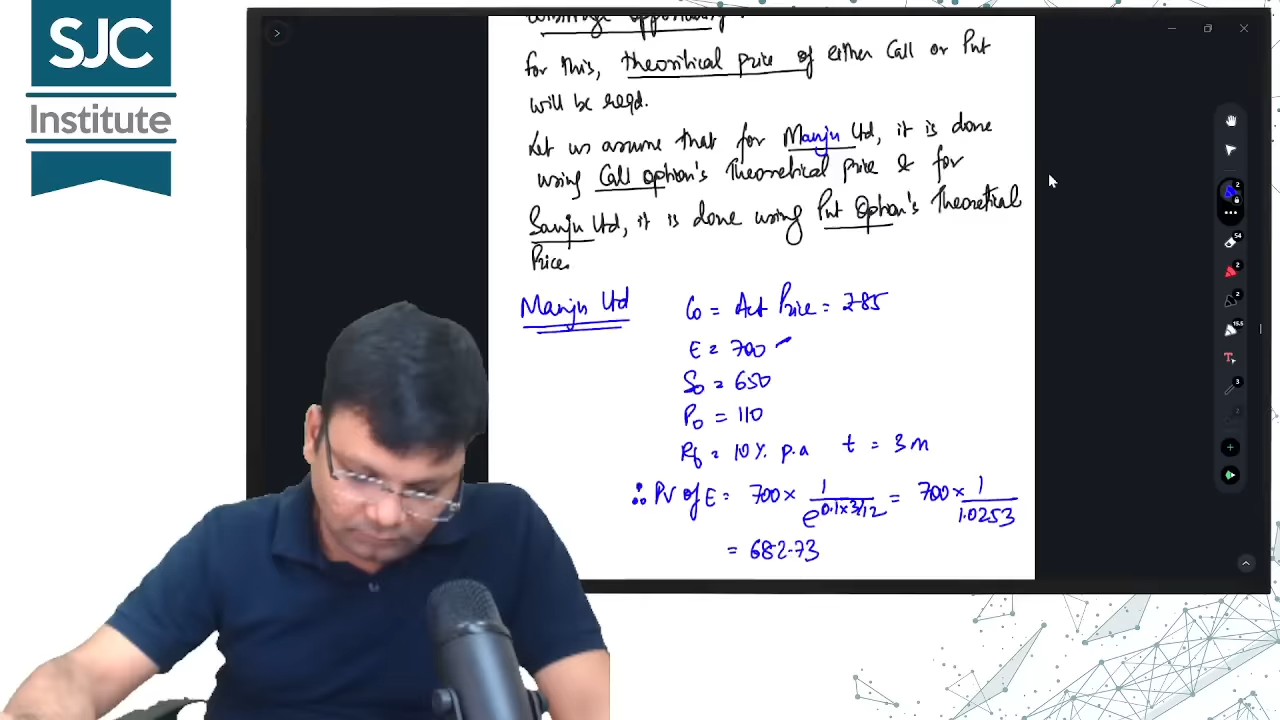 SJC
Institute
for this, theoritical price of either Call or Put
will be reqd.
Let us assume that for Manju Ltd, it is done
using Call option's Theoretical price & for
Sanju Ltd, it is done using Put Option's Theoretical
Price.
Manju Ltd
C0 = Act Price = 285
E = 700
S0 = 650
P0 = 110
Rf = 10% p.a t = 3m
∴ PV of E = 700 × 1/e^0.1×3/12 = 700 × 1/1.0253
= 682.73